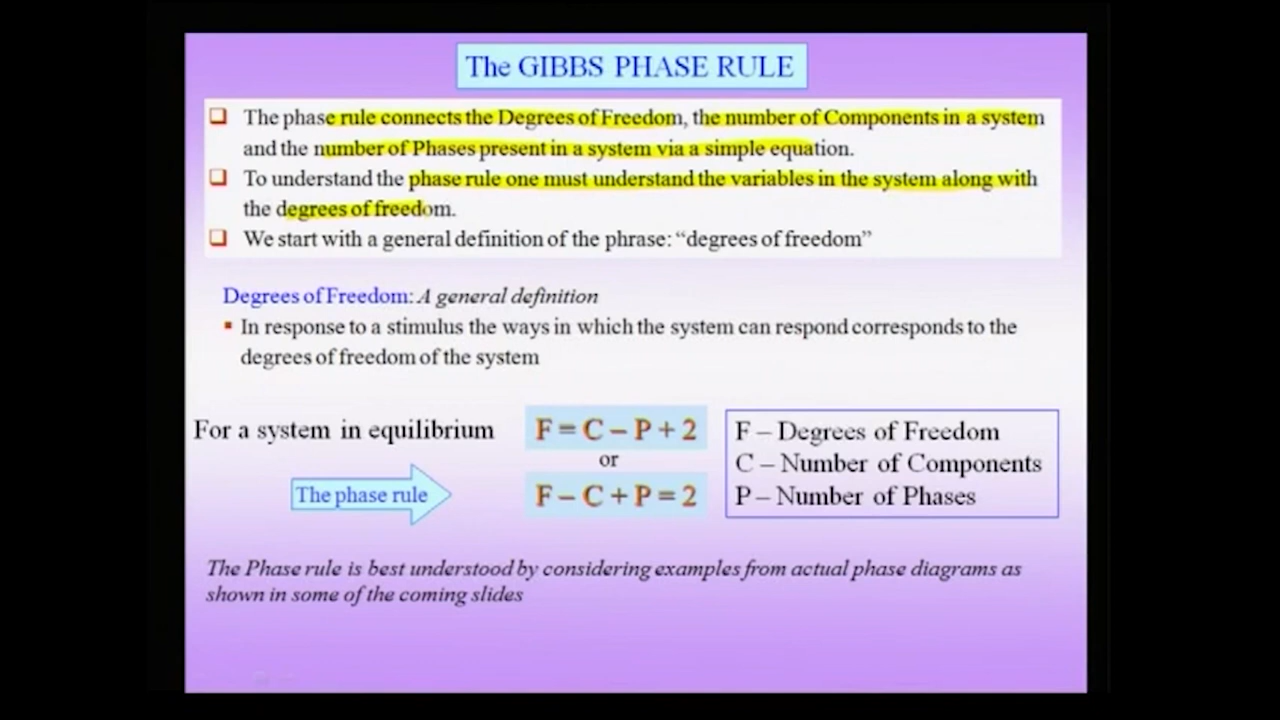 The GIBBS PHASE RULE
The phase rule connects the Degrees of Freedom, the number of Components in a system
and the number of Phases present in a system via a simple equation.
To understand the phase rule one must understand the variables in the system along with
the degrees of freedom.
We start with a general definition of the phrase: “degrees of freedom”
Degrees of Freedom: A general definition
In response to a stimulus the ways in which the system can respond corresponds to the
degrees of freedom of the system
For a system in equilibrium
F = C – P + 2
or
The phase rule
F – C + P = 2
F – Degrees of Freedom
C – Number of Components
P – Number of Phases
The Phase rule is best understood by considering examples from actual phase diagrams as
shown in some of the coming slides